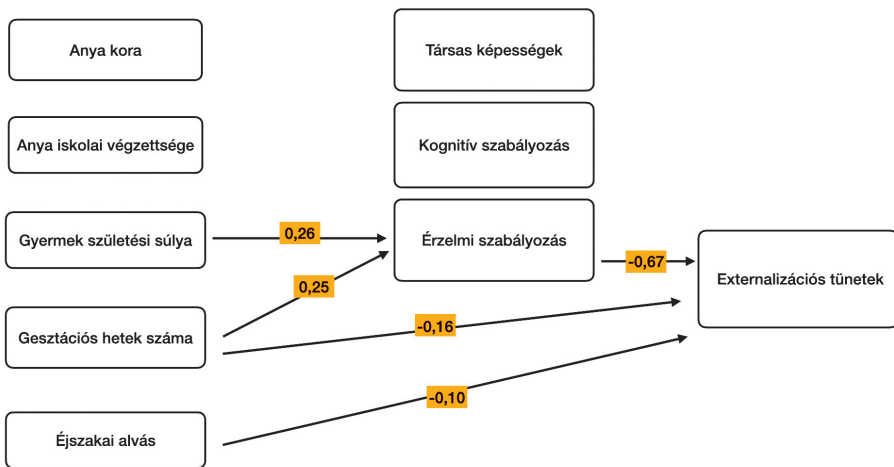 Anya kora
Társas képességek
Anya iskolai végzettsége
Kognitív szabályozás
Gyermek születési súlya
0,26
Érzelmi szabályozás
-0,67
Externalizációs tünetek
0,25
Gesztációs hetek száma
-0,16
-0,10
Éjszakai alvás